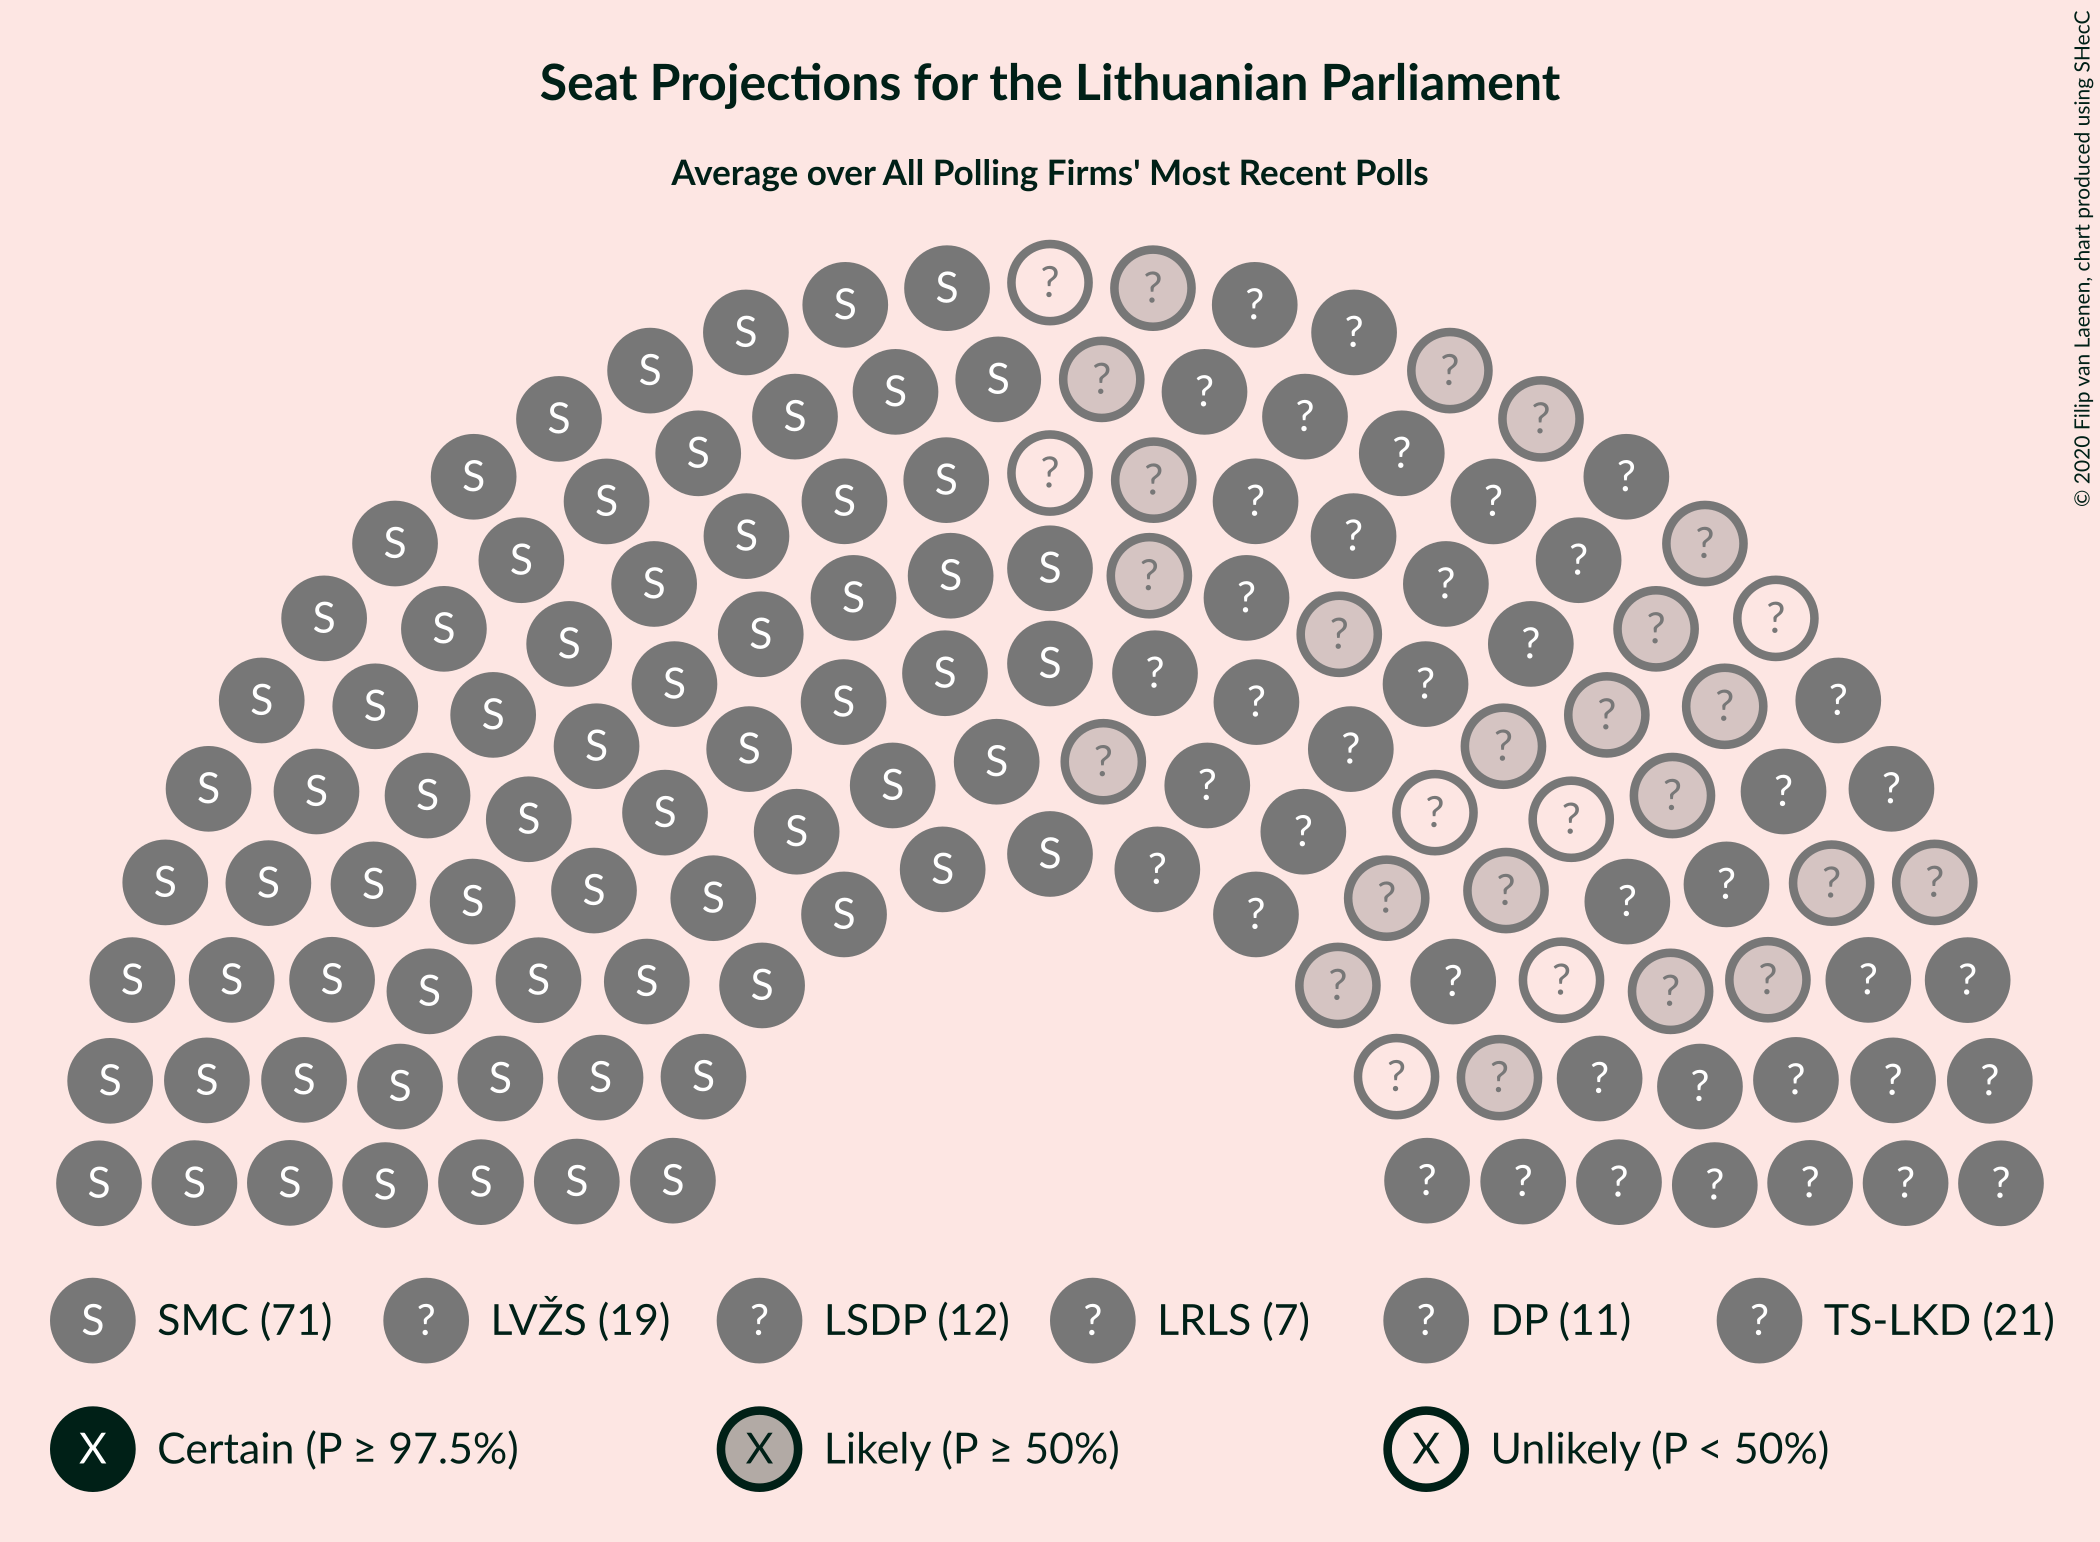 Seat Projections for the Lithuanian Parliament
Average over All Polling Firms' Most Recent Polls
© 2020 Filip van Laenen, chart produced using SHecC
? ?
S S ? ?
S S ? ?
S S ? ?
S S ? ?
S S ? ?
S S ? ?
S S ? ?
S S ? ?
S SMC (71) ? LVŽS (19) ? LSDP (12) ? LRLS (7) ? DP (11) ? TS-LKD (21)
X Certain (P ≥ 97.5%) X Likely (P ≥ 50%) X Unlikely (P < 50%)